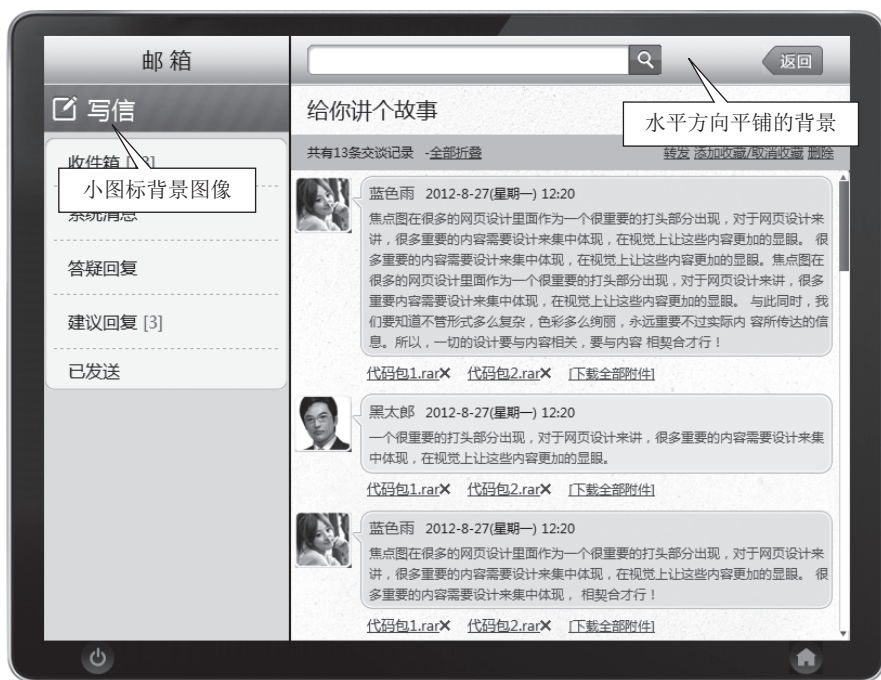 邮 箱
返回
写信
给你讲个故事
水平方向平铺的背景
共有13条交谈记录 -全部折叠
转发 添加收藏/取消收藏 删除
收件箱
小图标背景图像
系统消息
答疑回复
建议回复 [3]
已发送
蓝色雨 2012-8-27(星期一) 12:20
焦点图在很多的网页设计里面作为一个很重要的打头部分出现，对于网页设计来
讲，很多重要的内容需要设计来集中体现，在视觉上让这些内容更加的显眼。 很
多重要的内容需要设计来集中体现，在视觉上让这些内容更加的显眼。焦点图在
很多的网页设计里面作为一个很重要的打头部分出现，对于网页设计来讲，很多
重要内容需要设计来集中体现，在视觉上让这些内容更加的显眼。 与此同时，我
们要知道不管形式多么复杂，色彩多么绚丽，永远重要不过实际内 容所传达的信
息。所以，一切的设计要与内容相关，要与内容 相契合才行！
代码包1.rar✕ 代码包2.rar✕ [下载全部附件]
黑太郎 2012-8-27(星期一) 12:20
一个很重要的打头部分出现，对于网页设计来讲，很多重要的内容需要设计来集
中体现，在视觉上让这些内容更加的显眼。
代码包1.rar✕ 代码包2.rar✕ [下载全部附件]
蓝色雨 2012-8-27(星期一) 12:20
焦点图在很多的网页设计里面作为一个很重要的打头部分出现，对于网页设计来
讲，很多重要的内容需要设计来集中体现，在视觉上让这些内容更加的显眼。 很
多重要的内容需要设计来集中体现， 相契合才行！
代码包1.rar✕ 代码包2.rar✕ [下载全部附件]